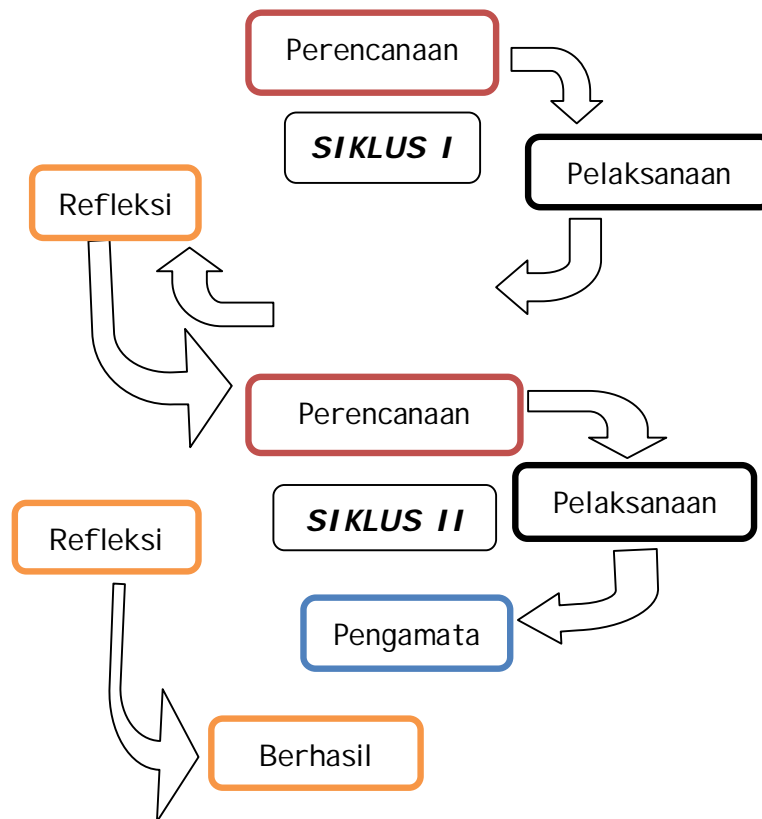 Perencanaan
SIKLUS I
Pelaksanaan
Refleksi
Perencanaan
Pelaksanaan
SIKLUS II
Refleksi
Pengamata
Berhasil